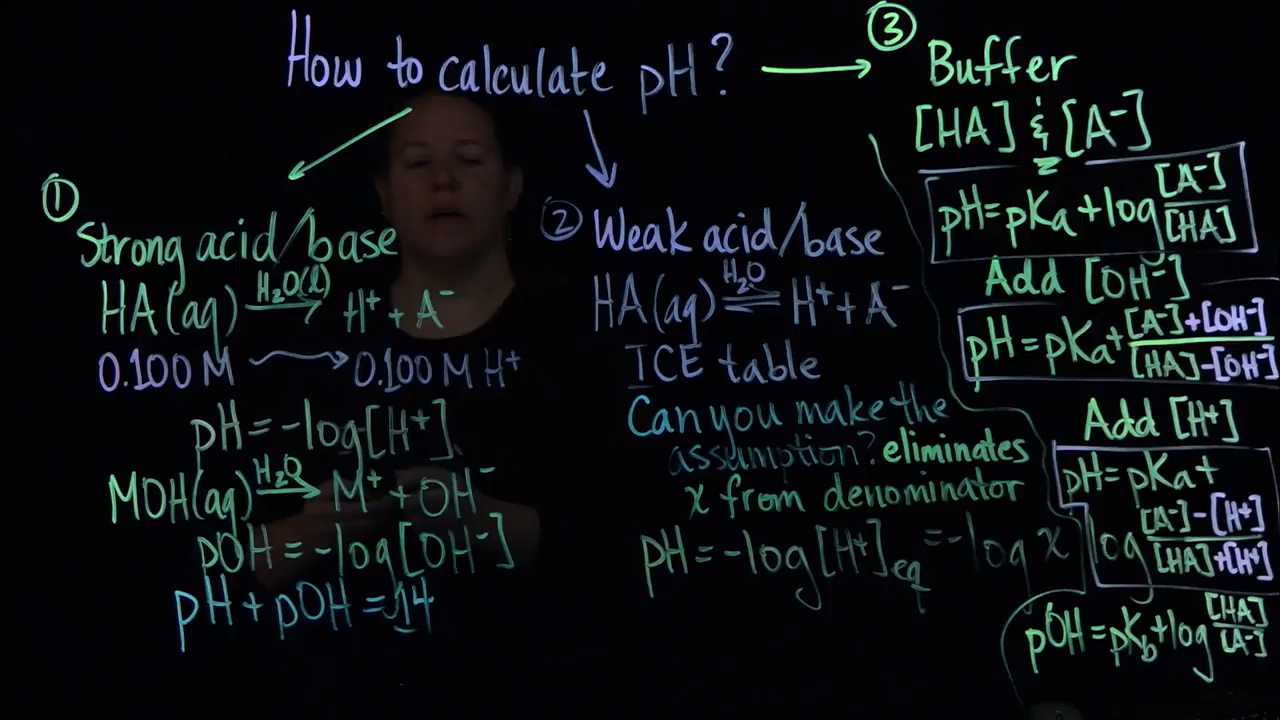 How to calculate pH?
①
Strong acid/base
HA(aq) H₂O(l)→ H⁺ + A⁻
0.100 M → 0.100 M H⁺
pH = -log[H⁺]
MOH(aq) H₂O→ M⁺ + OH⁻
pOH = -log[OH⁻]
pH + pOH = 14
② Weak acid/base
HA(aq) H₂O⇌ H⁺ + A⁻
ICE table
Can you make the
assumption? eliminates
x from denominator
pH = -log[H⁺]eq = -log x
③
Buffer
[HA] & [A⁻]
pH = pKa + log [A⁻]/[HA]
Add [OH⁻]
pH = pKa + [A⁻]+[OH⁻]/[HA]-[OH⁻]
Add [H⁺]
pH = pKa +
log [A⁻]-[H⁺]/[HA]+[H⁺]
pOH = pKb + log [HA]/[A⁻]